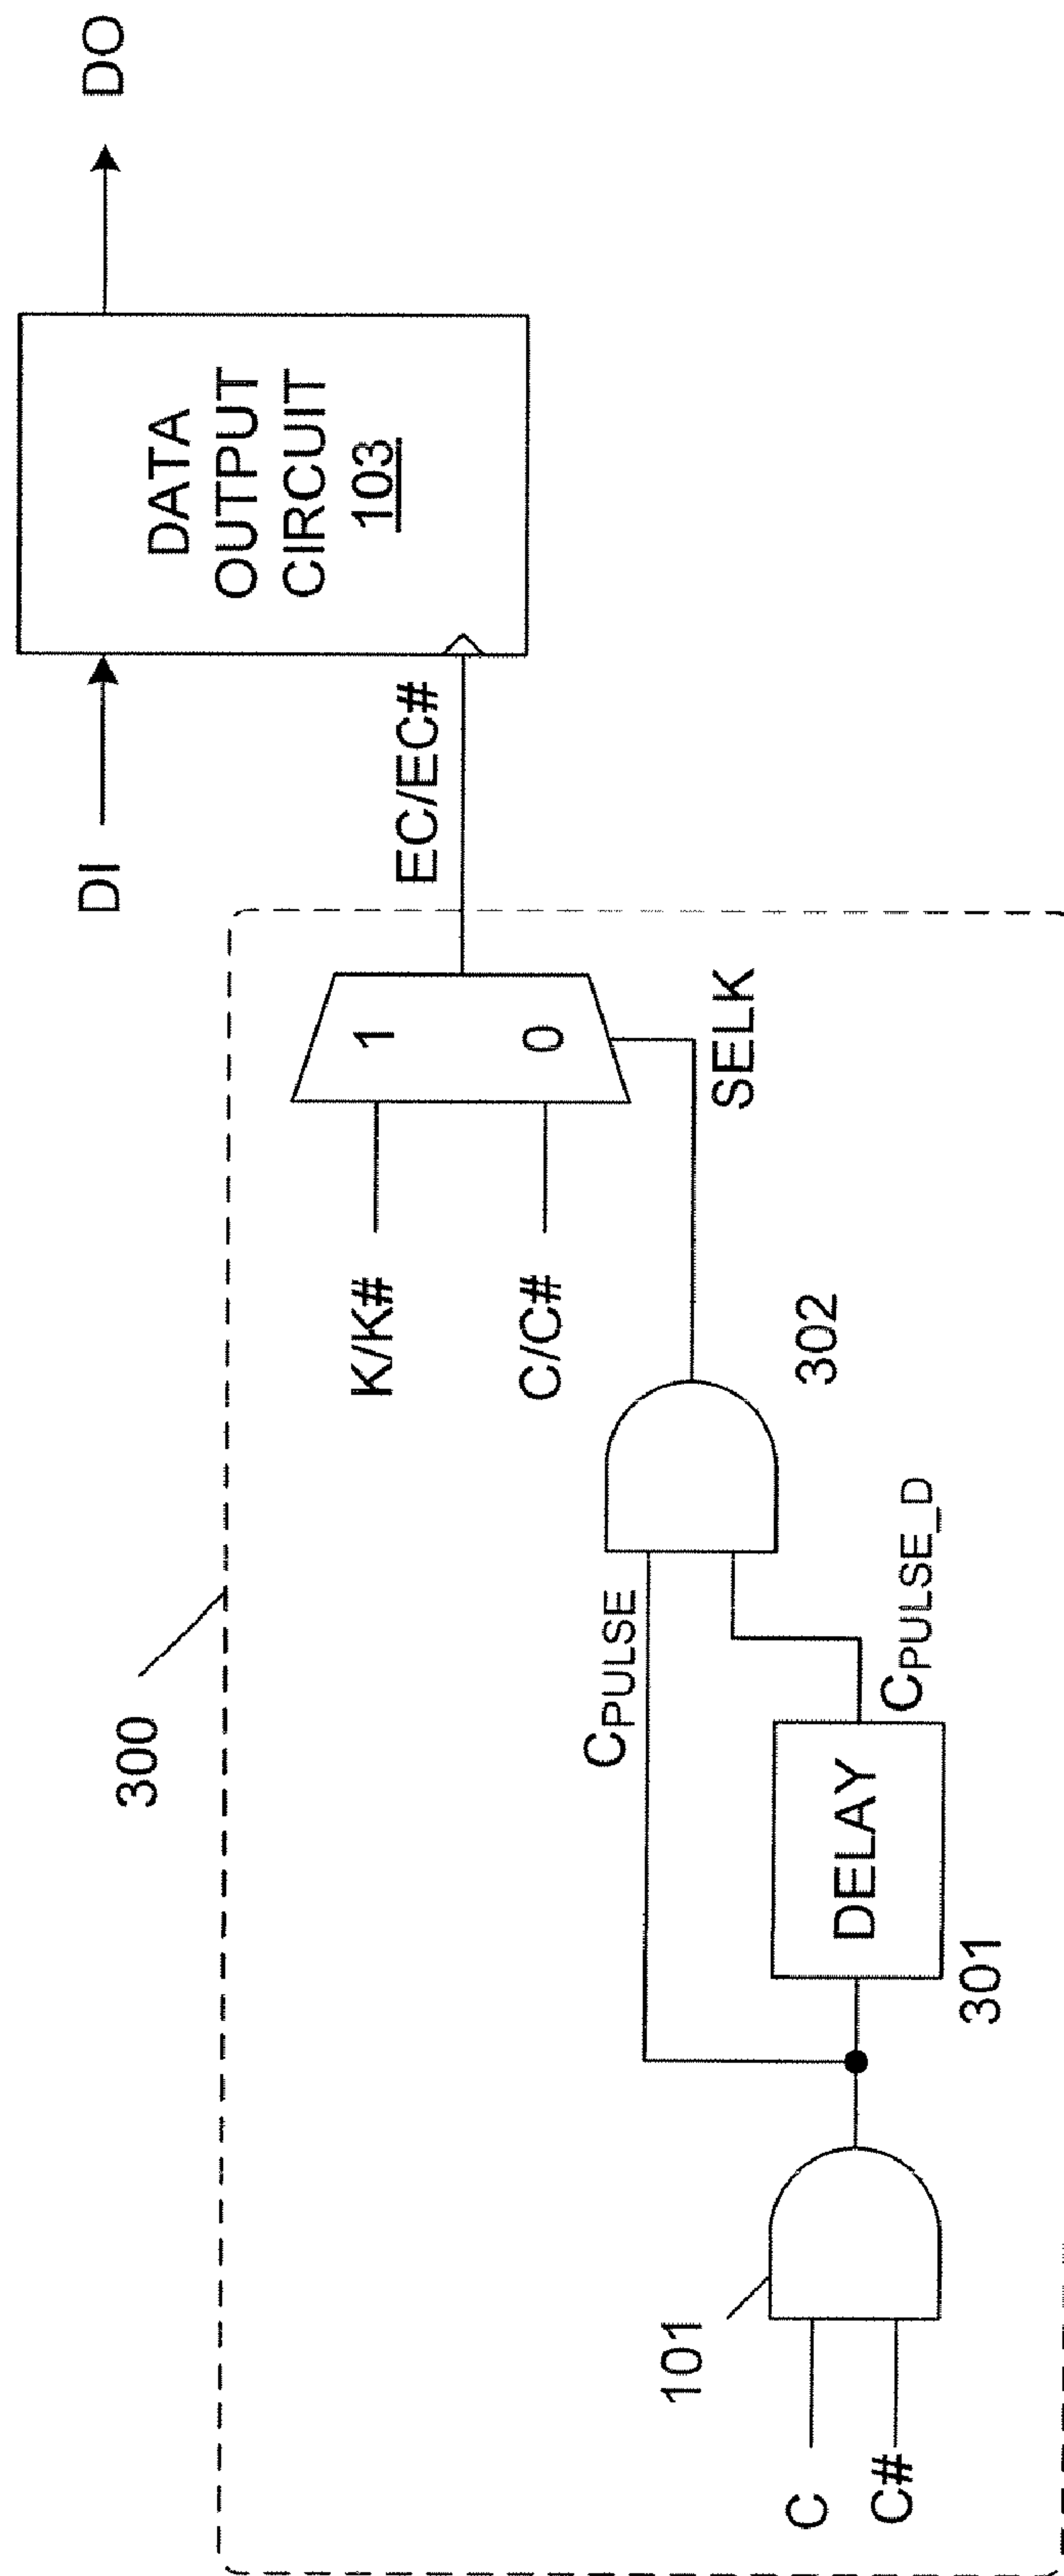 300
DI
DO
DATA
OUTPUT
CIRCUIT
103
EC/EC#
K/K#
1
C/C#
0
SELK
CPULSE
302
101
C
C#
DELAY
CPULSE_D
301